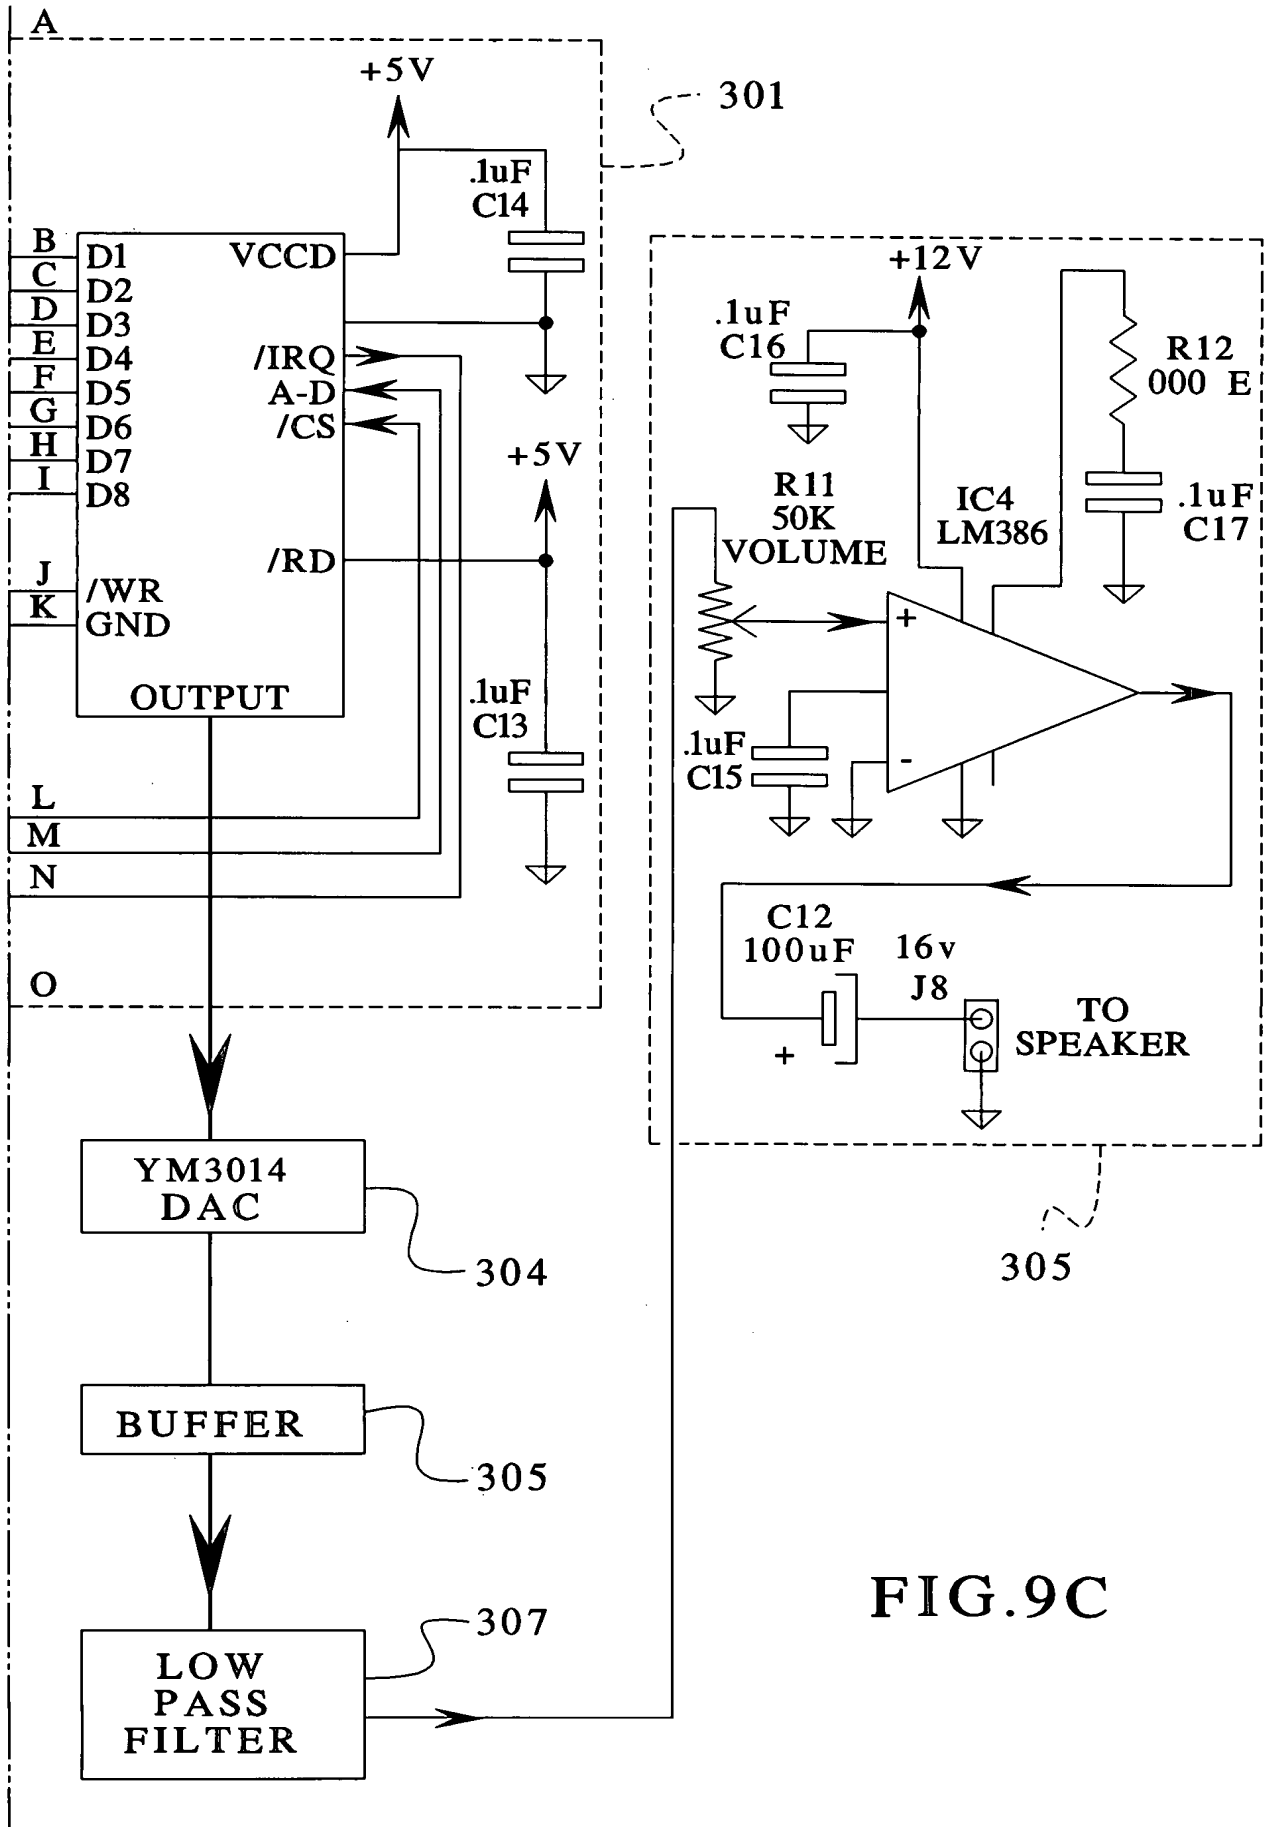 A
+5V
301
.1uF
C14
B
C
D
E
F
G
H
I
J
K
D1
D2
D3
D4
D5
D6
D7
D8
/WR
GND
VCCD
/IRQ
A-D
/CS
/RD
OUTPUT
+5V
.1uF
C13
L
M
N
O
+12V
.1uF
C16
R12
000 E
R11
50K
VOLUME
IC4
LM386
.1uF
C17
+
-
.1uF
C15
C12
100uF
16v
J8
+
TO
SPEAKER
305
YM3014
DAC
304
BUFFER
305
307
LOW
PASS
FILTER
FIG.9C